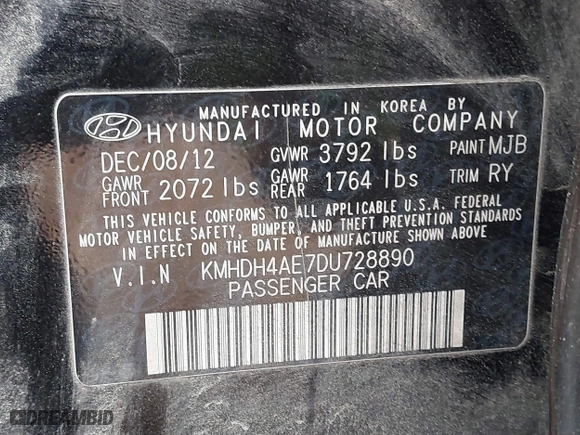 MANUFACTURED IN KOREA BY
HYUNDAI MOTOR COMPANY
DEC/08/12 GVWR 3792 lbs PAINT MJB
GAWR FRONT 2072 lbs GAWR REAR 1764 lbs TRIM RY
THIS VEHICLE CONFORMS TO ALL APPLICABLE U.S.A. FEDERAL
MOTOR VEHICLE SAFETY, BUMPER, AND THEFT PREVENTION STANDARDS
IN EFFECT ON THE DATE OF MANUFACTURE SHOWN ABOVE.
V.I.N KMHDH4AE7DU728890
PASSENGER CAR
DREAMBID